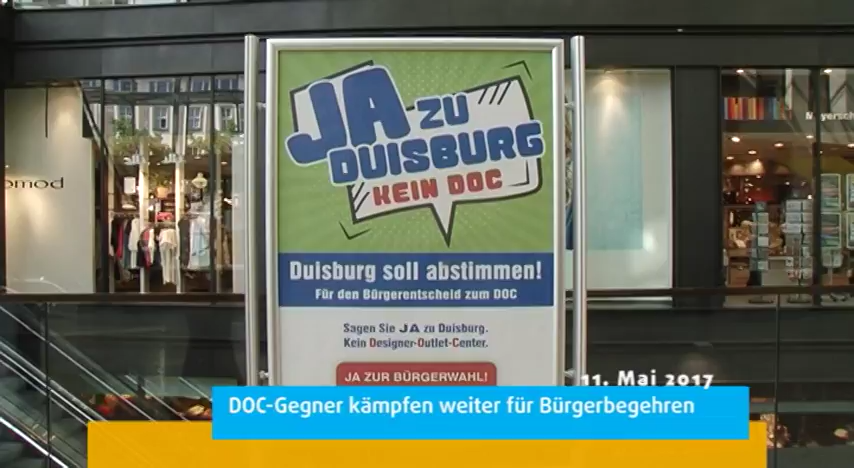 JA ZU
DUISBURG
KEIN DOC
Duisburg soll abstimmen!
Für den Bürgerentscheid zum DOC
Sagen Sie JA zu Duisburg.
Kein Designer-Outlet-Center.
JA ZUR BÜRGERWAHL!
omod
Mayersch
11. Mai 2017
DOC-Gegner kämpfen weiter für Bürgerbegehren